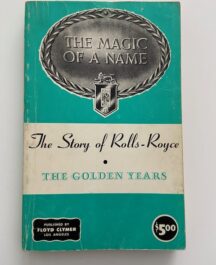 THE MAGIC
OF A NAME
The Story of Rolls-Royce
THE GOLDEN YEARS
PUBLISHED BY
FLOYD CLYMER
LOS ANGELES
$5.00